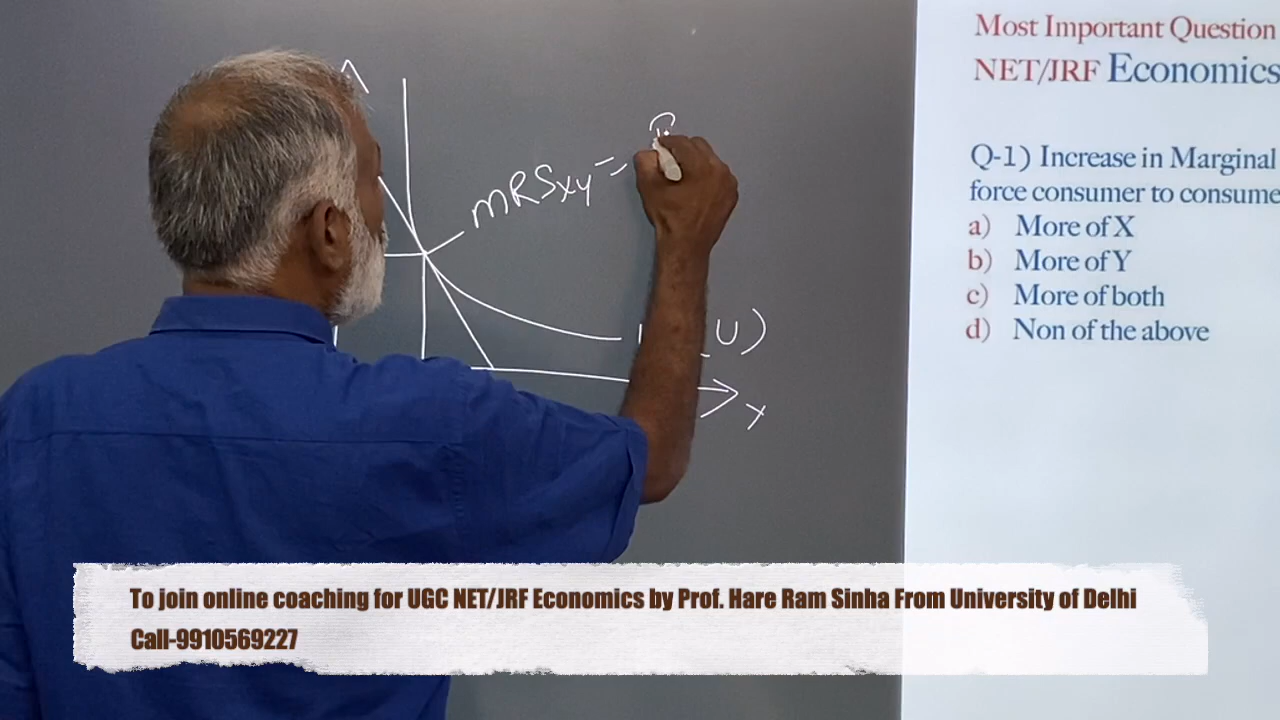 MRSxy =
U)
x
Most Important Question
NET/JRF Economics
Q-1) Increase in Marginal
force consumer to consume
a) More of X
b) More of Y
c) More of both
d) Non of the above
To join online coaching for UGC NET/JRF Economics by Prof. Hare Ram Sinha From University of Delhi
Call-9910569227